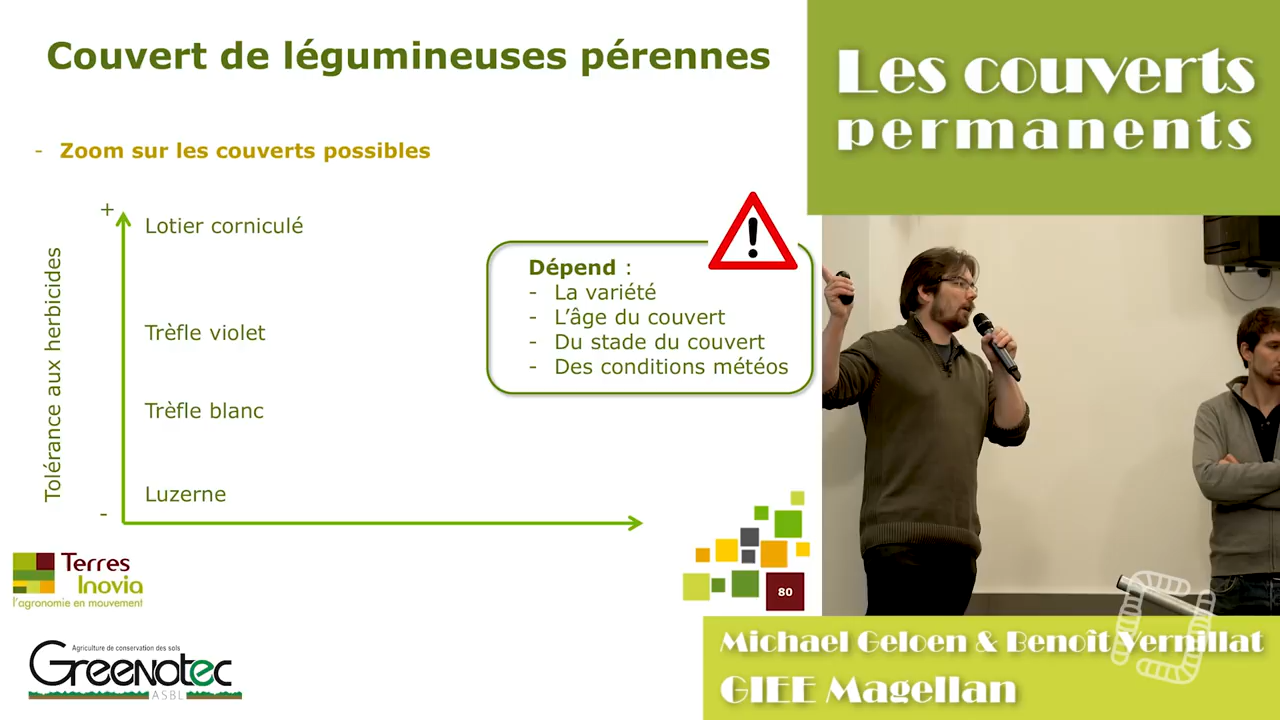 Couvert de légumineuses pérennes
- Zoom sur les couverts possibles
+
Lotier corniculé
Trèfle violet
Trèfle blanc
Luzerne
-
Tolérance aux herbicides
Dépend :
- La variété
- L'âge du couvert
- Du stade du couvert
- Des conditions météos
80
Terres
Inovia
l'agronomie en mouvement
Agriculture de conservation des sols
Greenotec
ASBL
Les couverts
permanents
Michael Geloen & Benoît Vernillat
GIEE Magellan